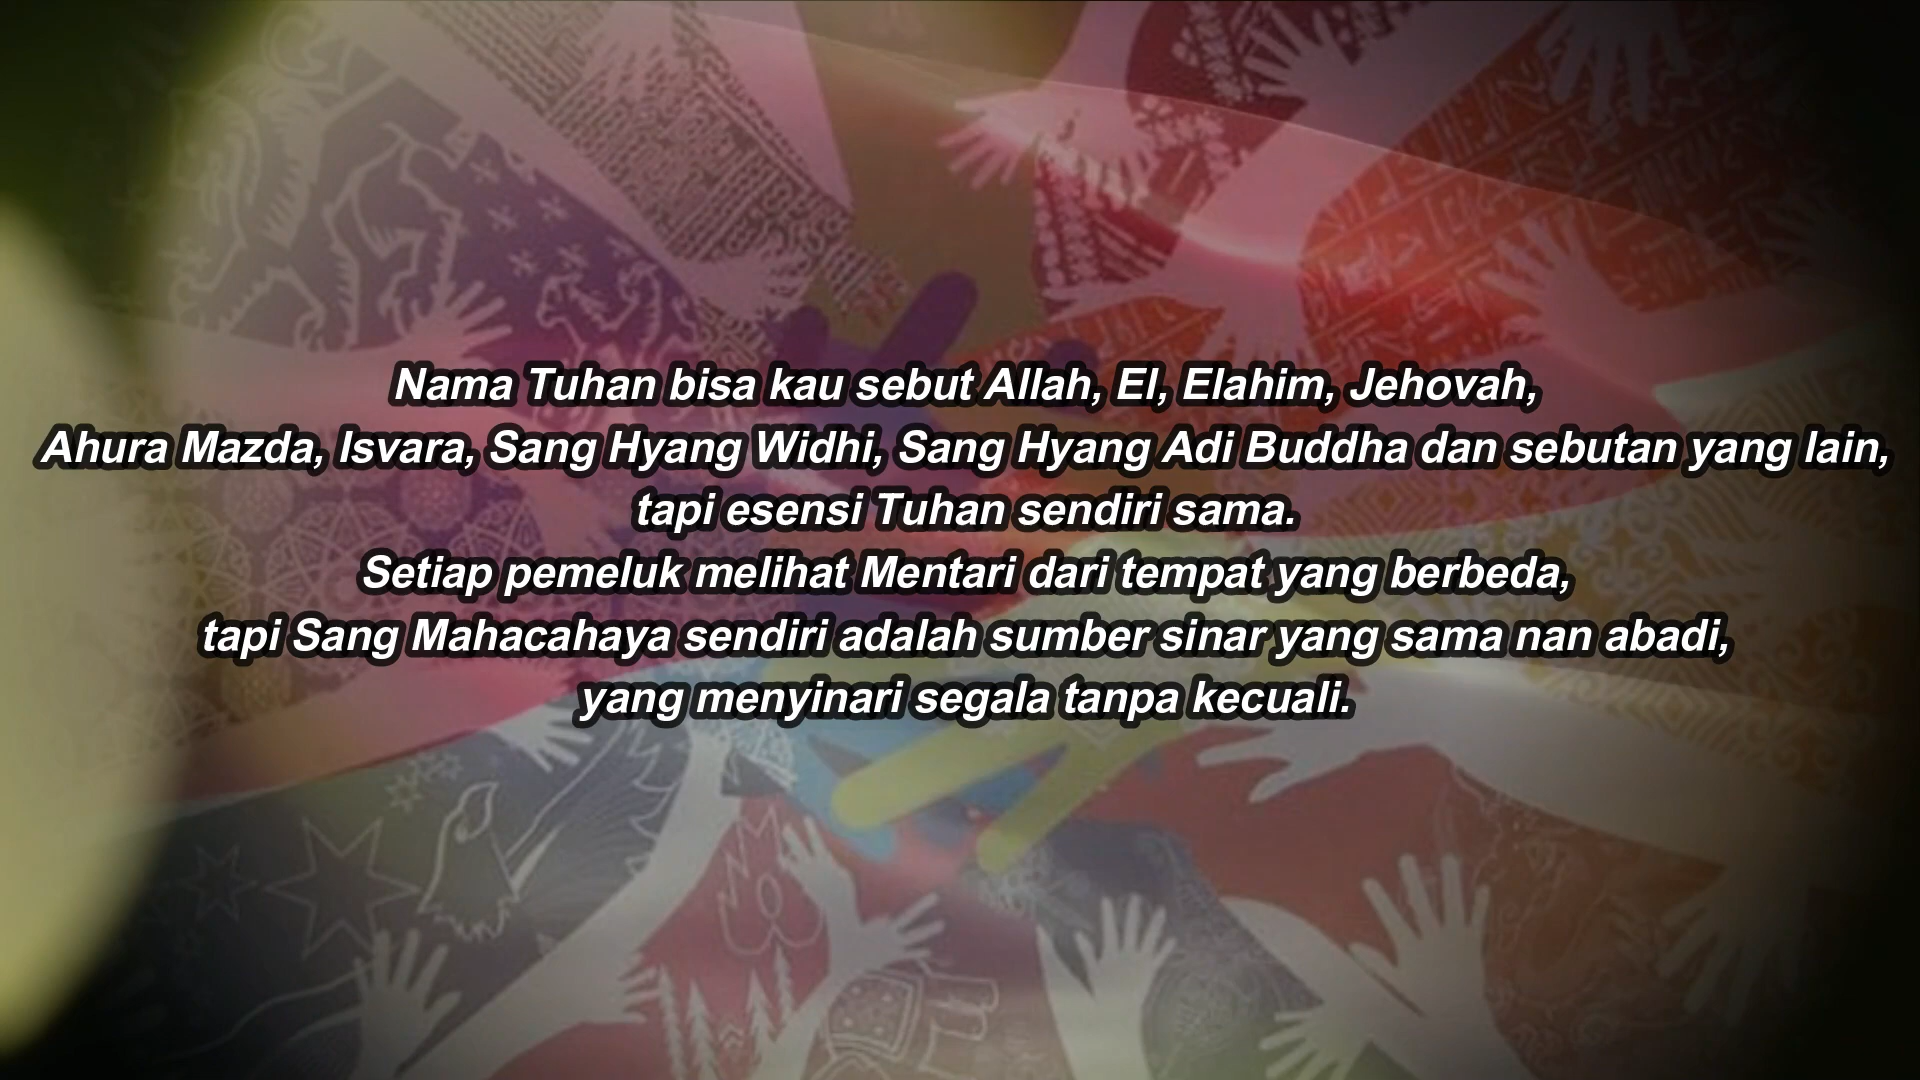 Nama Tuhan bisa kau sebut Allah, El, Elahim, Jehovah,
Ahura Mazda, Isvara, Sang Hyang Widhi, Sang Hyang Adi Buddha dan sebutan yang lain,
tapi esensi Tuhan sendiri sama.
Setiap pemeluk melihat Mentari dari tempat yang berbeda,
tapi Sang Mahacahaya sendiri adalah sumber sinar yang sama nan abadi,
yang menyinari segala tanpa kecuali.